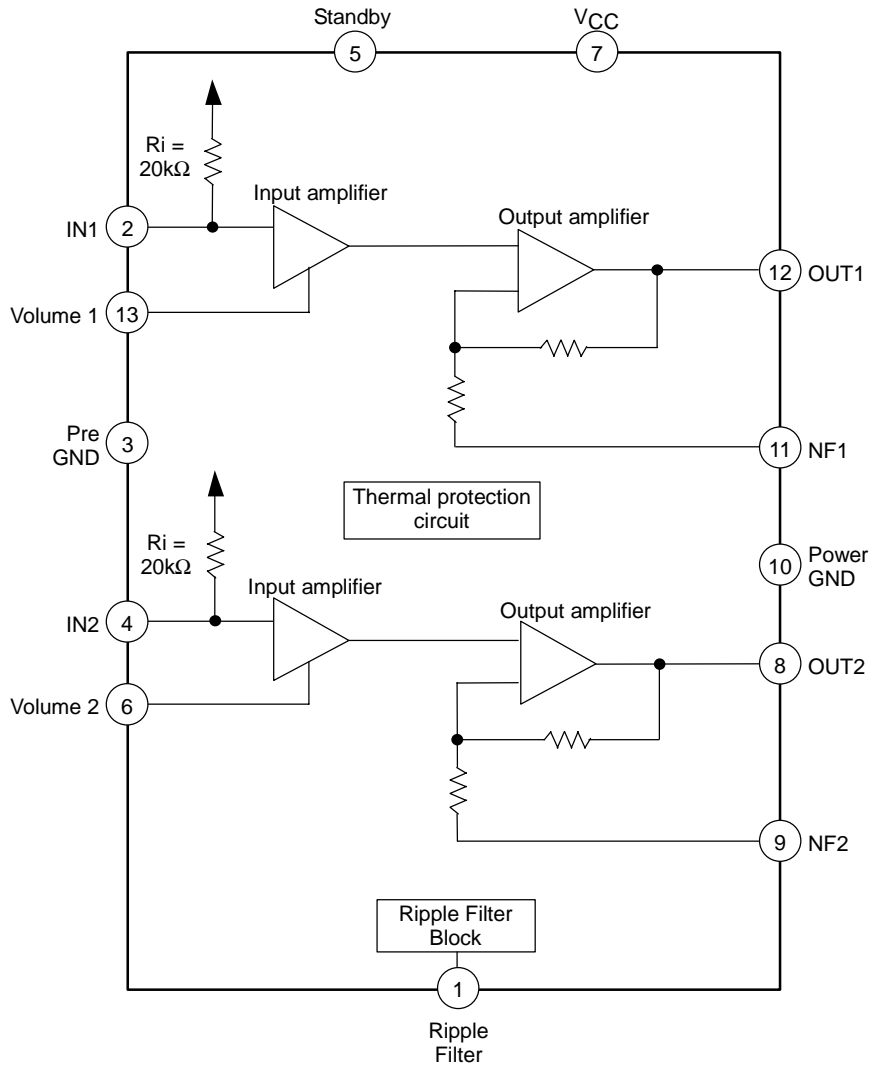 Standby
5
VCC
7
Ri =
20kΩ
Input amplifier
Output amplifier
IN1
2
12
OUT1
Volume 1
13
Pre
GND
3
11
NF1
Thermal protection
circuit
Ri =
20kΩ
Input amplifier
Output amplifier
10
Power
GND
IN2
4
8
OUT2
Volume 2
6
9
NF2
Ripple Filter
Block
1
Ripple
Filter